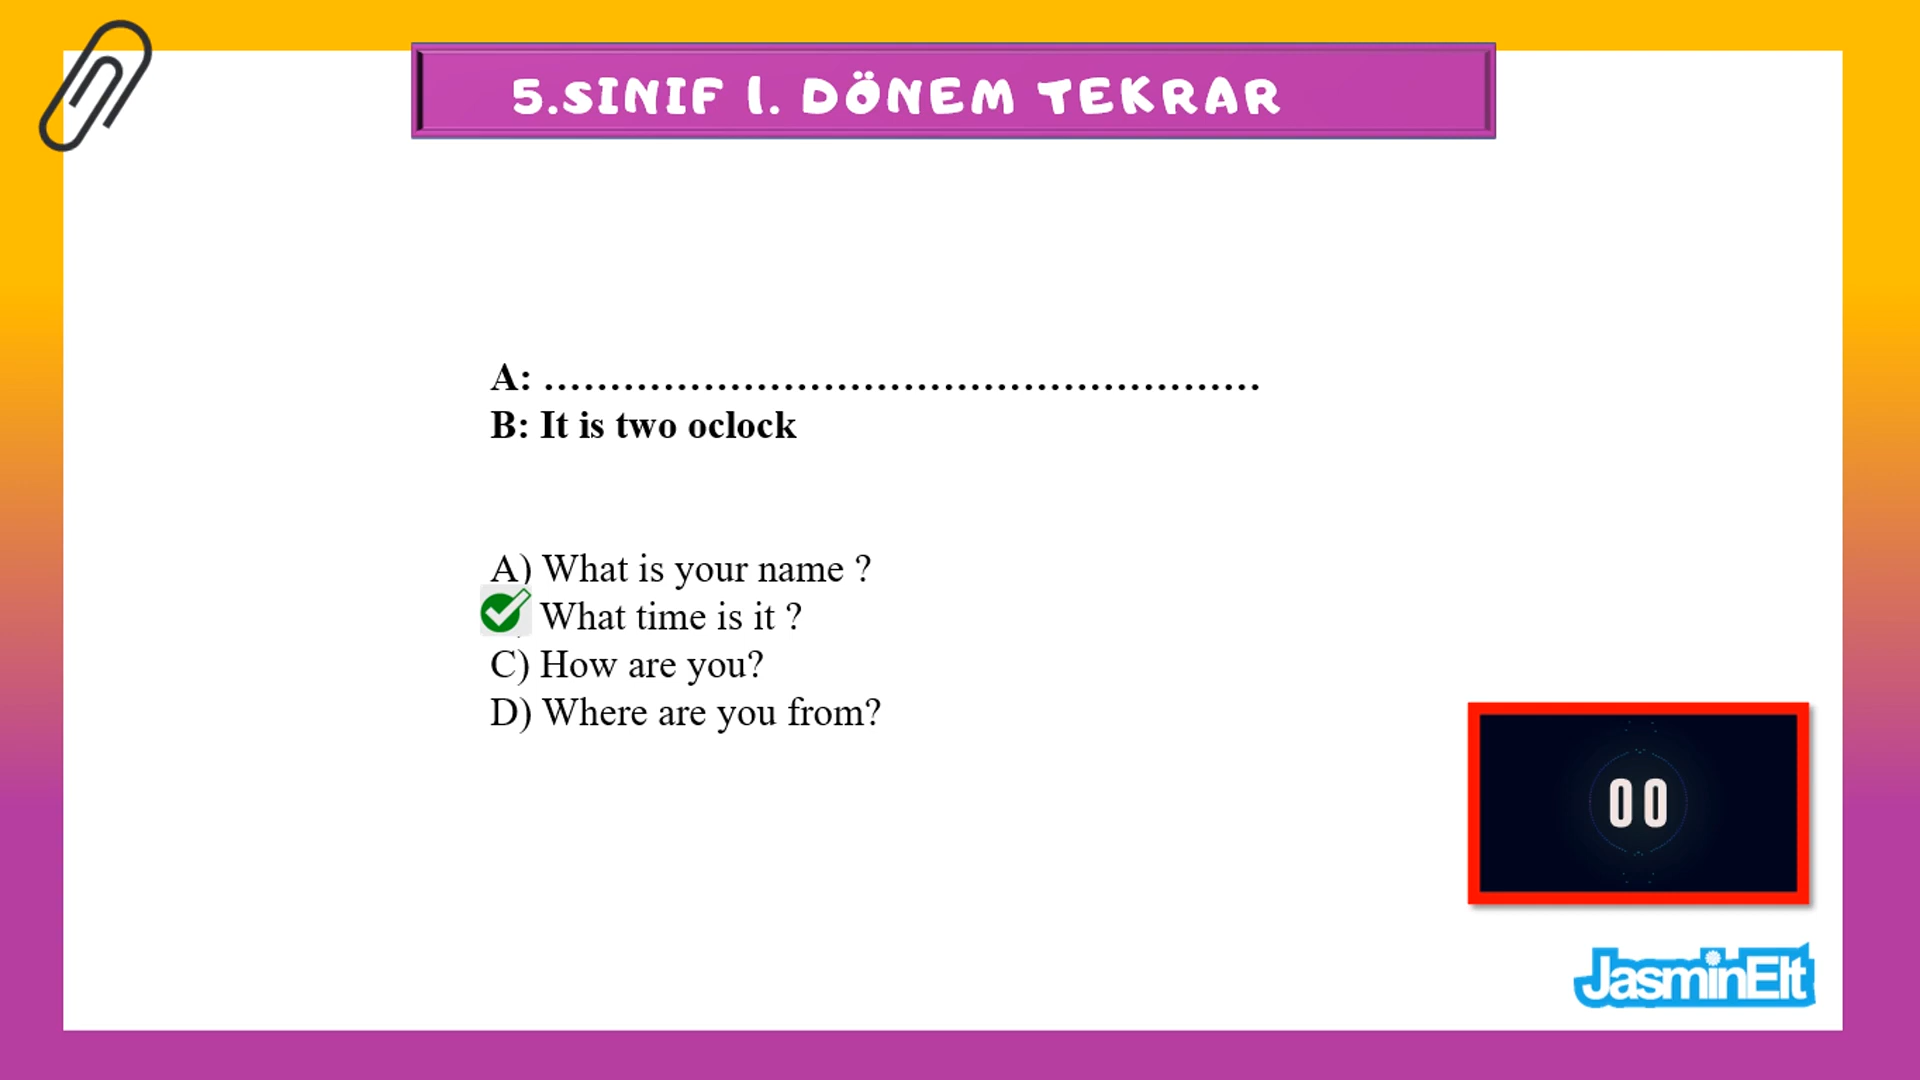 5.SINIF 1. DÖNEM TEKRAR
A: ......................................................
B: It is two oclock
A) What is your name ?
What time is it ?
C) How are you?
D) Where are you from?
00
JasminElt